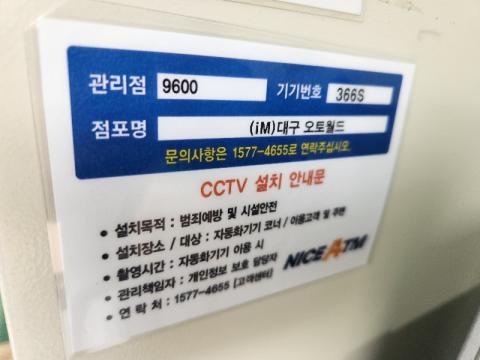 관리점 9600 기기번호 366S
점포명 (iM)대구 오토월드
문의사항은 1577-4655로 연락주십시오.
CCTV 설치 안내문
• 설치목적 : 범죄예방 및 시설안전
• 설치장소 / 대상 : 자동화기기 코너 / 이용고객 및 주변
• 촬영시간 : 자동화기기 이용 시
• 관리책임자 : 개인정보 보호 담당자
• 연 락 처 : 1577-4655 [고객센터]
NICE ATM